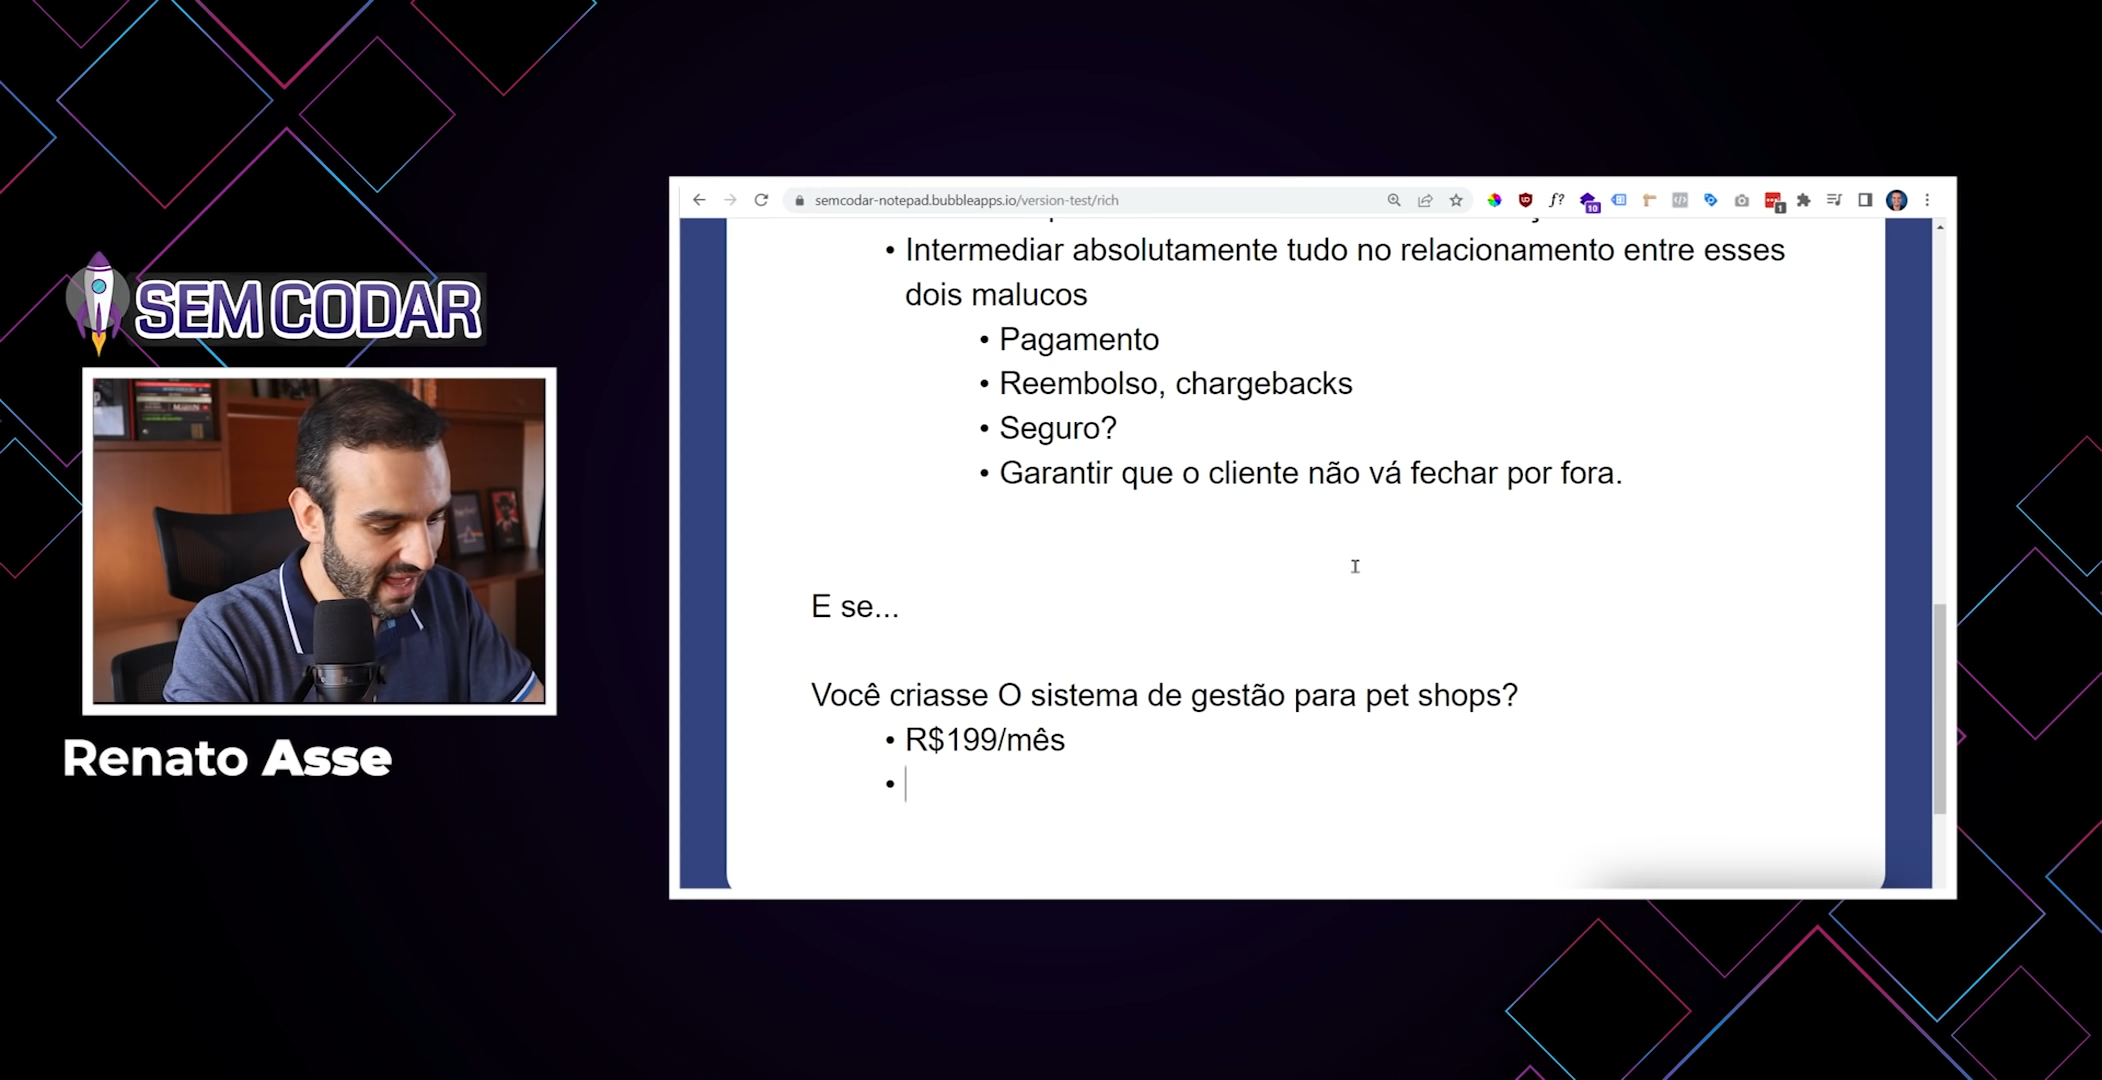 semcodar-notepad.bubbleapps.io/version-test/rich
f?
10
1
• Intermediar absolutamente tudo no relacionamento entre esses
dois malucos
• Pagamento
• Reembolso, chargebacks
• Seguro?
• Garantir que o cliente não vá fechar por fora.
E se...
Você criasse O sistema de gestão para pet shops?
• R$199/mês
•
SEM CODAR
Renato Asse